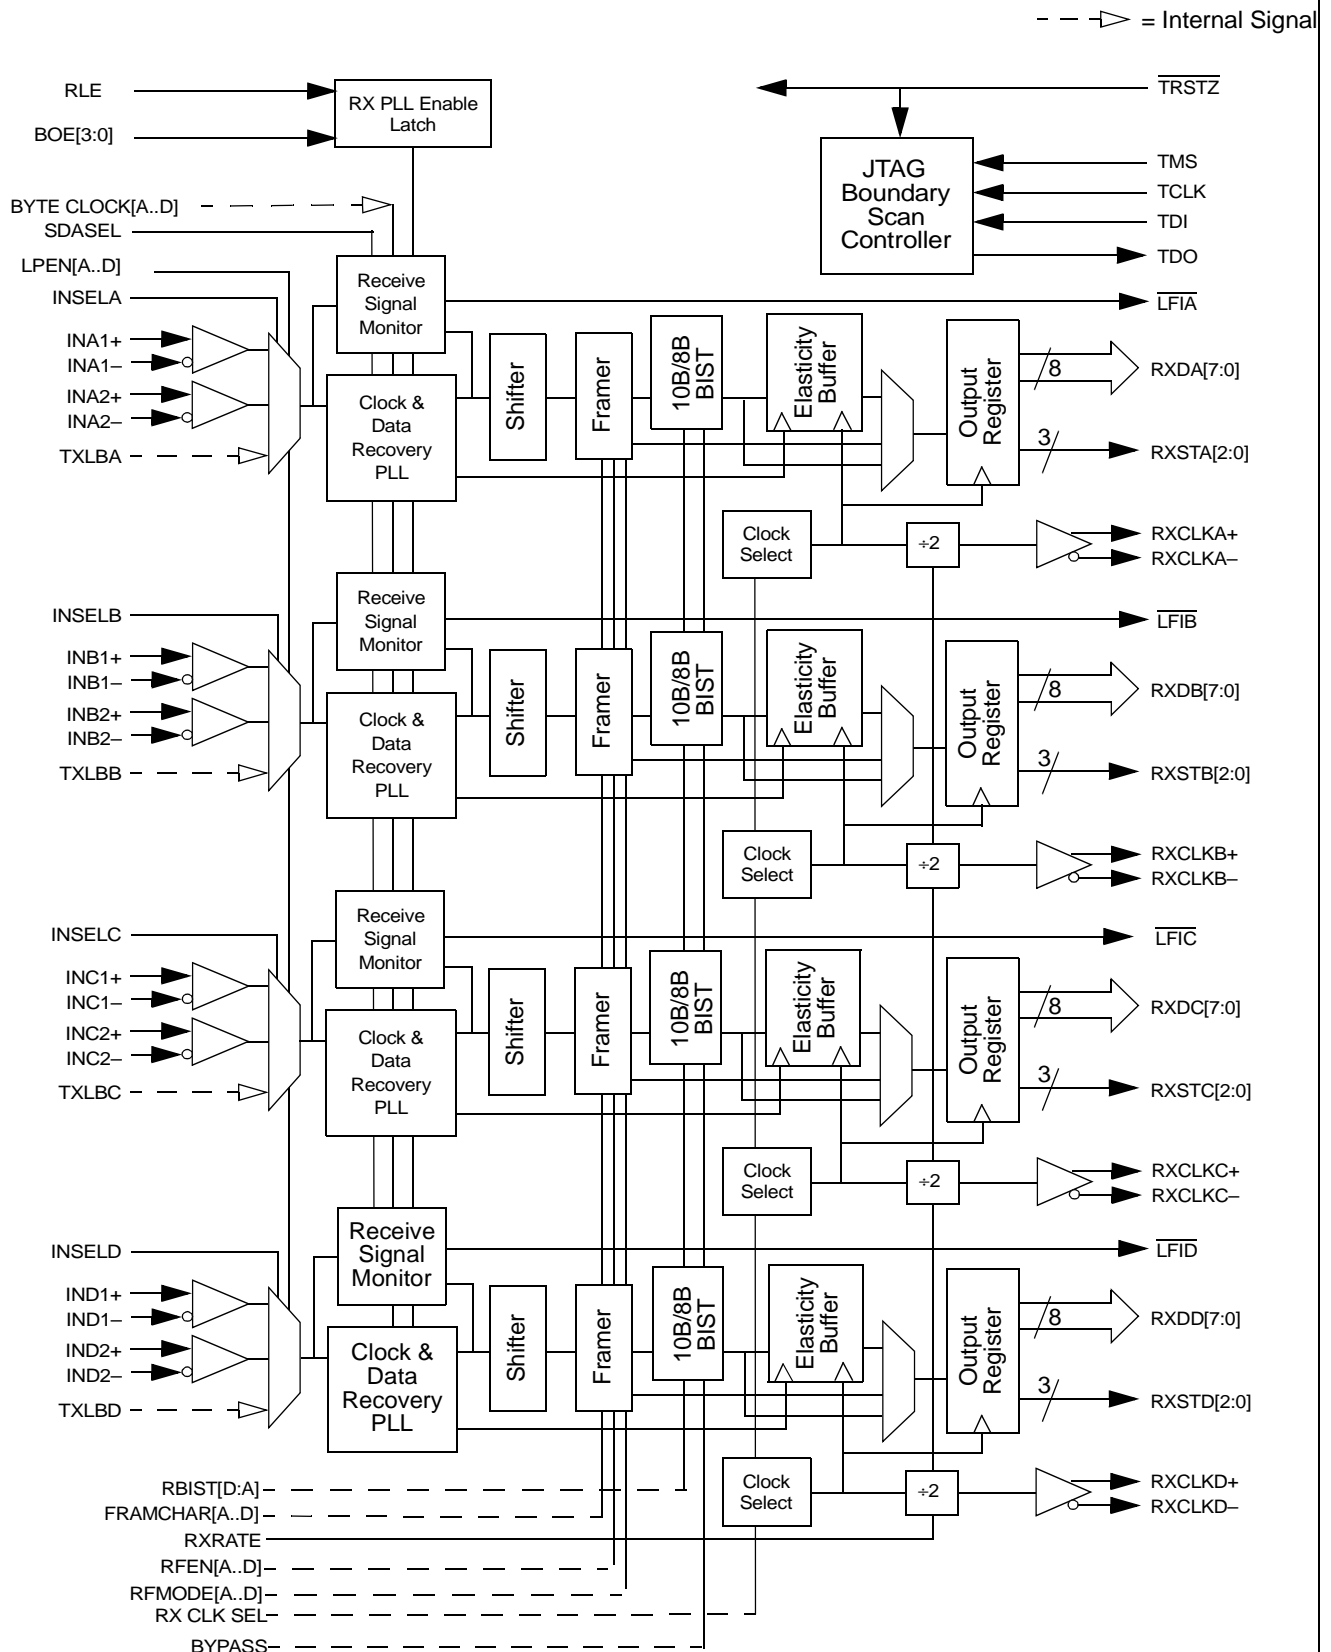 = Internal Signal
RLE
BOE[3:0]
RX PLL Enable
Latch
TRSTZ
JTAG
Boundary
Scan
Controller
TMS
TCLK
TDI
TDO
BYTE CLOCK[A..D]
SDASEL
LPEN[A..D]
INSELA
INA1+
INA1–
INA2+
INA2–
TXLBA
Receive
Signal
Monitor
Clock &
Data
Recovery
PLL
Shifter
Framer
10B/8B
BIST
Elasticity
Buffer
Output
Register
Clock
Select
÷2
LFIA
8
RXDA[7:0]
3
RXSTA[2:0]
RXCLKA+
RXCLKA–
INSELB
INB1+
INB1–
INB2+
INB2–
TXLBB
Receive
Signal
Monitor
Clock &
Data
Recovery
PLL
Shifter
Framer
10B/8B
BIST
Elasticity
Buffer
Output
Register
Clock
Select
÷2
LFIB
8
RXDB[7:0]
3
RXSTB[2:0]
RXCLKB+
RXCLKB–
INSELC
INC1+
INC1–
INC2+
INC2–
TXLBC
Receive
Signal
Monitor
Clock &
Data
Recovery
PLL
Shifter
Framer
10B/8B
BIST
Elasticity
Buffer
Output
Register
Clock
Select
÷2
LFIC
8
RXDC[7:0]
3
RXSTC[2:0]
RXCLKC+
RXCLKC–
INSELD
IND1+
IND1–
IND2+
IND2–
TXLBD
Receive
Signal
Monitor
Clock &
Data
Recovery
PLL
Shifter
Framer
10B/8B
BIST
Elasticity
Buffer
Output
Register
Clock
Select
÷2
LFID
8
RXDD[7:0]
3
RXSTD[2:0]
RXCLKD+
RXCLKD–
RBIST[D:A]
FRAMCHAR[A..D]
RXRATE
RFEN[A..D]
RFMODE[A..D]
RX CLK SEL
BYPASS